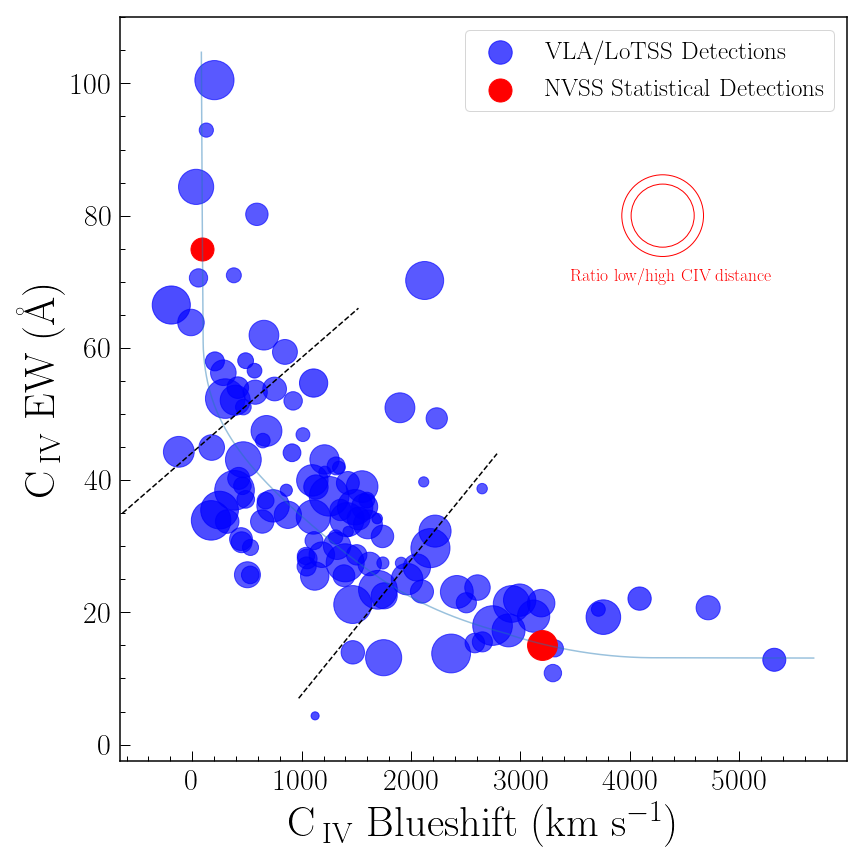 VLA/LoTSS Detections
NVSS Statistical Detections
Ratio low/high CIV distance
C IV EW (Å)
100
80
60
40
20
0
0 1000 2000 3000 4000 5000
C IV Blueshift (km s⁻¹)